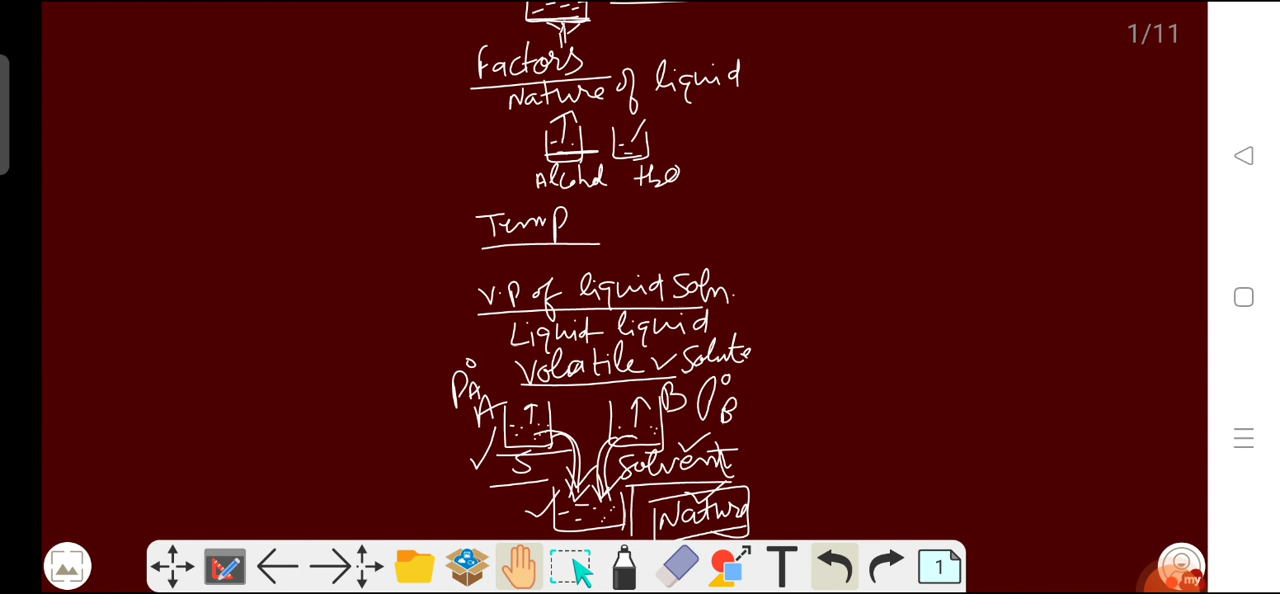 1/11
Factors
Nature of liquid
Alcohol H2O
Temp
V.P of liquid Soln.
Liquid liquid
Volatile ✓ Solute
P°A A B P°B
S Solvent
Nature
T
1
my